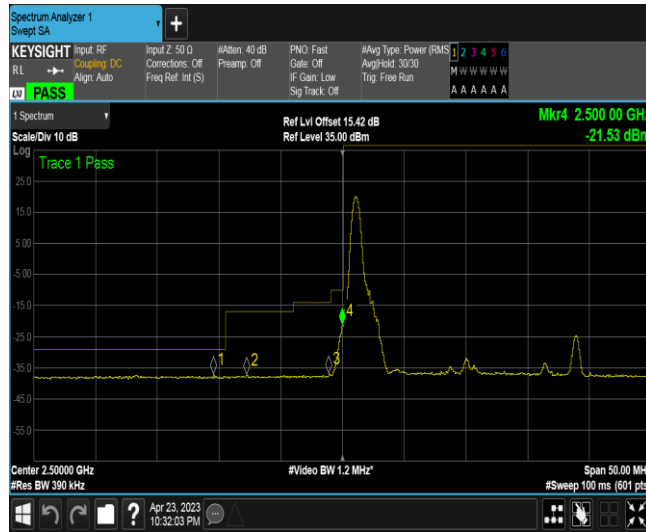 Spectrum Analyzer 1
Swept SA
+
KEYSIGHT Input: RF Input Z: 50 Ω #Atten: 40 dB PNO: Fast #Avg Type: Power (RMS 1 2 3 4 5 6
RL Coupling: DC Corrections: Off Preamp: Off Gate: Off Avg|Hold: 30/30 M W W W W W
Align: Auto Freq Ref: Int (S) IF Gain: Low Trig: Free Run
LXI PASS Sig Track: Off A A A A A A
1 Spectrum Ref Lvl Offset 15.42 dB Mkr4 2.500 00 GHz
Scale/Div 10 dB Ref Level 35.00 dBm -21.53 dBm
Log
Trace 1 Pass
25.0
15.0
5.00
-5.00
-15.0
4
-25.0
1 2 3
-35.0
-45.0
-55.0
Center 2.50000 GHz #Video BW 1.2 MHz* Span 50.00 MH
#Res BW 390 kHz #Sweep 100 ms (601 pts
? Apr 23, 2023
10:32:03 PM